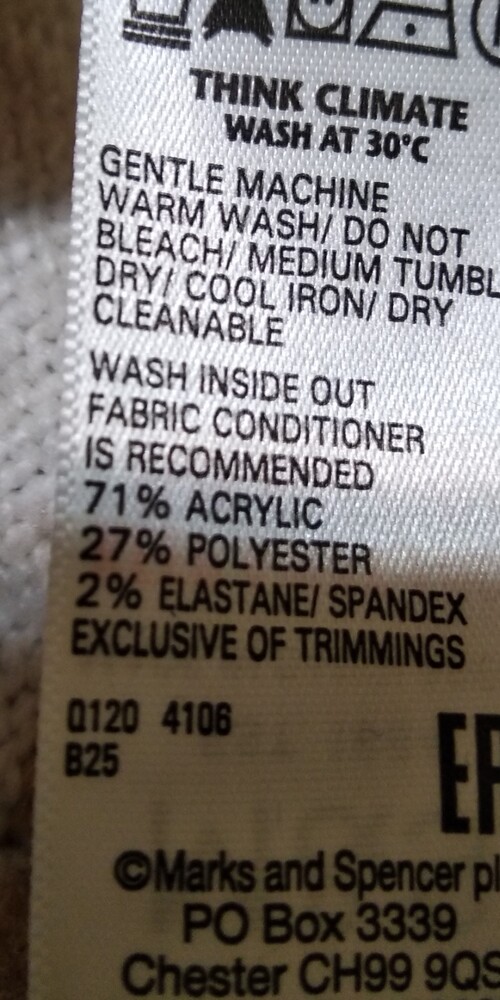 THINK CLIMATE
WASH AT 30°C
GENTLE MACHINE
WARM WASH/ DO NOT
BLEACH/ MEDIUM TUMBL
DRY/ COOL IRON/ DRY
CLEANABLE
WASH INSIDE OUT
FABRIC CONDITIONER
IS RECOMMENDED
71% ACRYLIC
27% POLYESTER
2% ELASTANE/ SPANDEX
EXCLUSIVE OF TRIMMINGS
Q120 4106
B25
©Marks and Spencer pl
PO Box 3339
Chester CH99 9QS